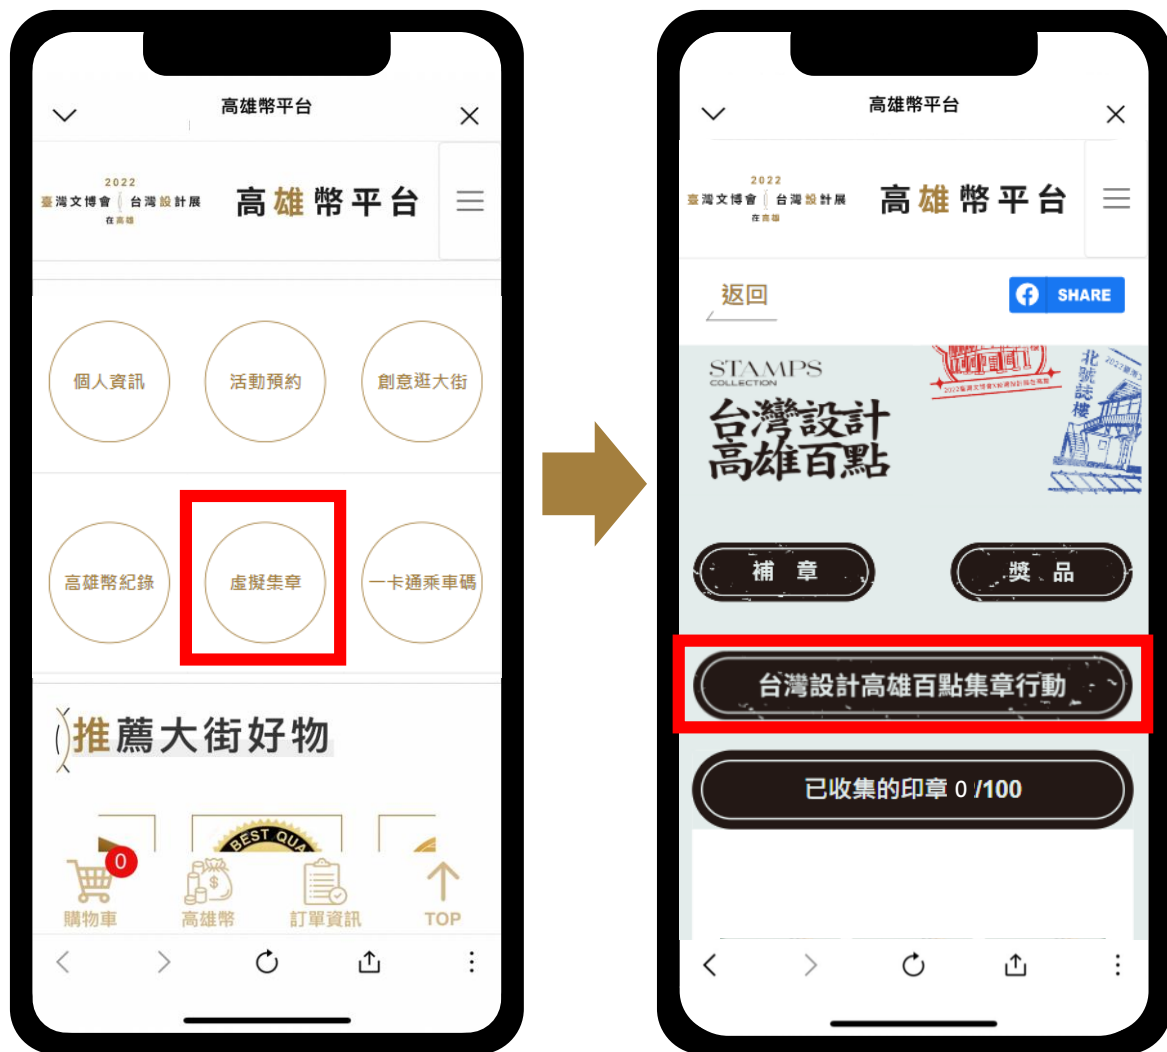 高雄幣平台
2022
臺灣文博會 台灣設計展
在高雄
高雄幣平台
個人資訊
活動預約
創意逛大街
高雄幣紀錄
虛擬集章
一卡通乘車碼
推薦大街好物
BEST QUA
0
$
購物車
高雄幣
訂單資訊
TOP
高雄幣平台
2022
臺灣文博會 台灣設計展
在高雄
高雄幣平台
返回
SHARE
STAMPS
COLLECTION
台灣設計
高雄百點
北號誌樓
補 章
獎 品
台灣設計高雄百點集章行動
已收集的印章 0 /100